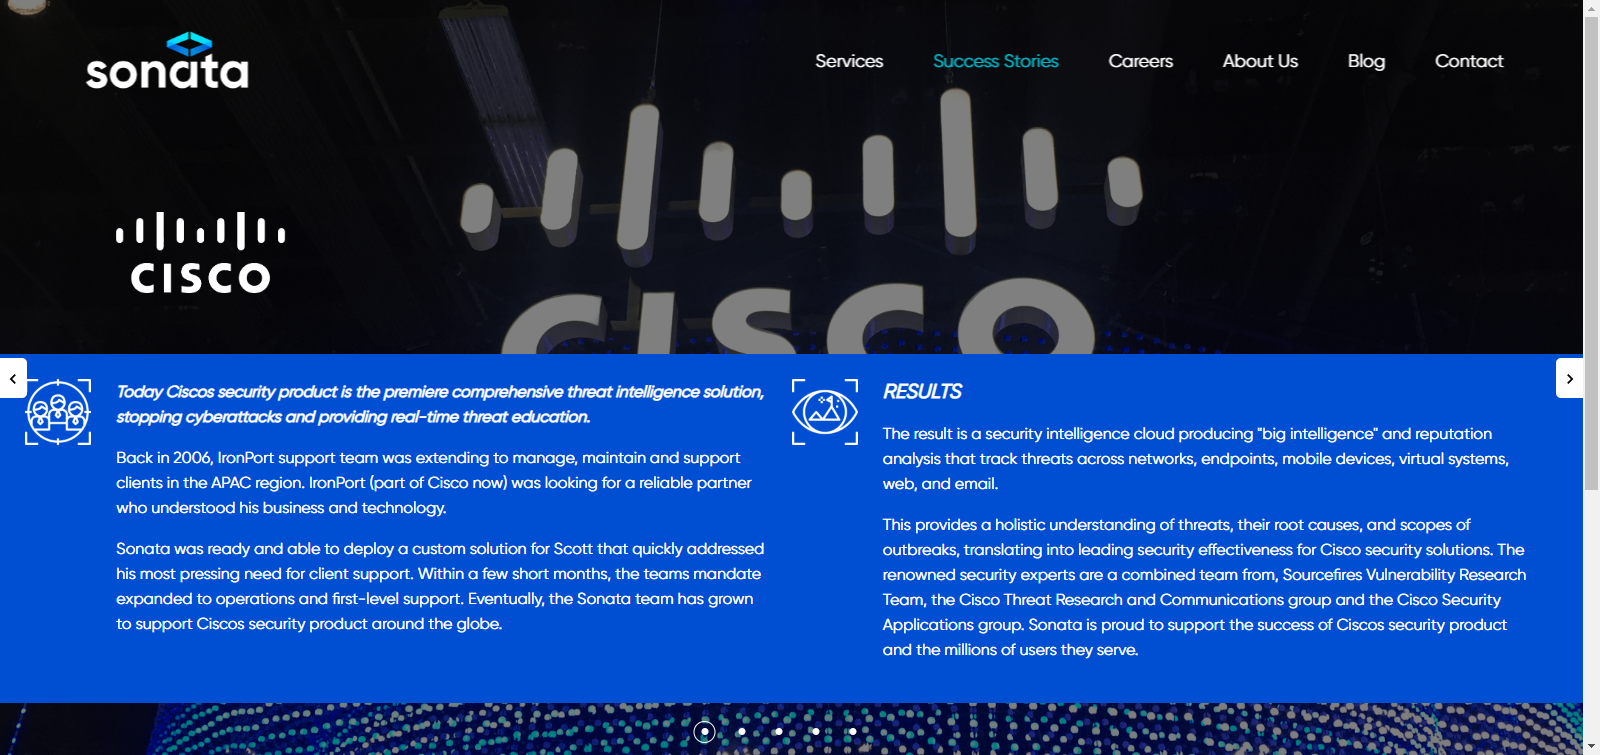 sonata
Services
Success Stories
Careers
About Us
Blog
Contact
CISCO
CISCO
Today Ciscos security product is the premiere comprehensive threat intelligence solution,
stopping cyberattacks and providing real-time threat education.
Back in 2006, IronPort support team was extending to manage, maintain and support
clients in the APAC region. IronPort (part of Cisco now) was looking for a reliable partner
who understood his business and technology.
Sonata was ready and able to deploy a custom solution for Scott that quickly addressed
his most pressing need for client support. Within a few short months, the teams mandate
expanded to operations and first-level support. Eventually, the Sonata team has grown
to support Ciscos security product around the globe.
RESULTS
The result is a security intelligence cloud producing "big intelligence" and reputation
analysis that track threats across networks, endpoints, mobile devices, virtual systems,
web, and email.
This provides a holistic understanding of threats, their root causes, and scopes of
outbreaks, translating into leading security effectiveness for Cisco security solutions. The
renowned security experts are a combined team from, Sourcefires Vulnerability Research
Team, the Cisco Threat Research and Communications group and the Cisco Security
Applications group. Sonata is proud to support the success of Ciscos security product
and the millions of users they serve.